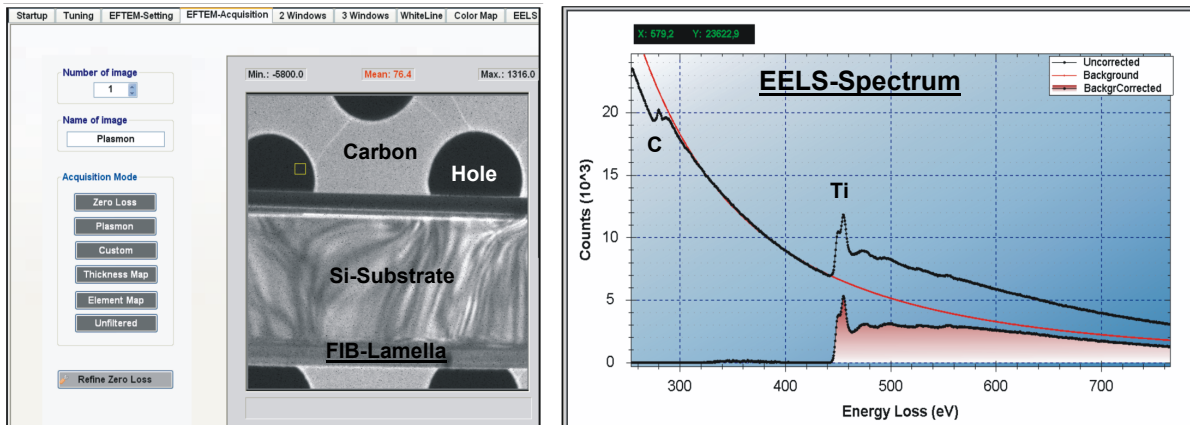 Startup Tuning EFTEM-Setting EFTEM-Acquisition 2 Windows 3 Windows WhiteLine Color Map EELS
Number of image
1
Name of image
Plasmon
Acquisition Mode
Zero Loss
Plasmon
Custom
Thickness Map
Element Map
Unfiltered
Refine Zero Loss
Min.: -5800.0 Mean: 76.4 Max.: 1316.0
Carbon
Hole
Si-Substrate
FIB-Lamella
X: 579,2 Y: 23622,9
EELS-Spectrum
Uncorrected
Background
BackgrCorrected
C
Ti
Counts (10^3)
20
15
10
5
0
300 400 500 600 700
Energy Loss (eV)